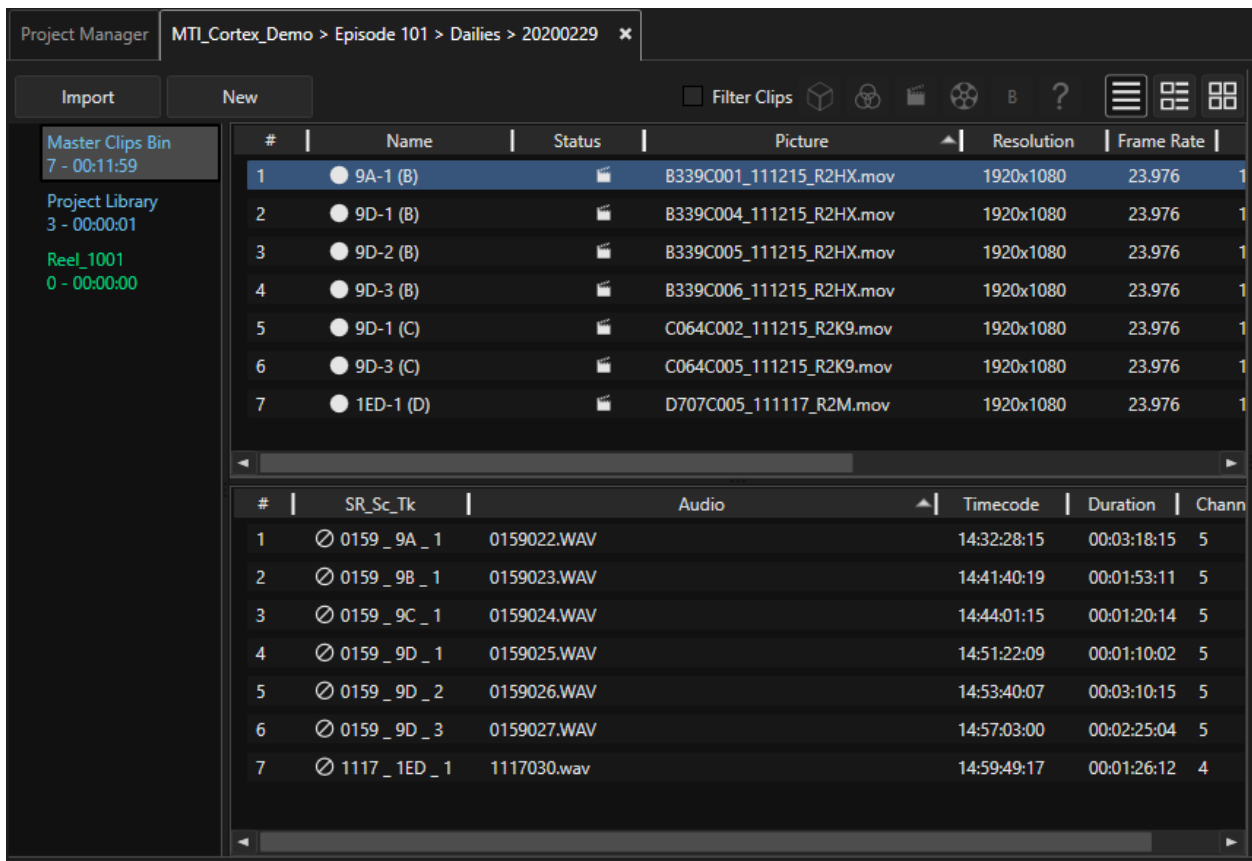 Project Manager MTI_Cortex_Demo > Episode 101 > Dailies > 20200229 ×
Import New Filter Clips B ?
Master Clips Bin
7 - 00:11:59
Project Library
3 - 00:00:01
Reel_1001
0 - 00:00:00
# Name Status Picture Resolution Frame Rate
1 9A-1 (B) B339C001_111215_R2HX.mov 1920x1080 23.976 1
2 9D-1 (B) B339C004_111215_R2HX.mov 1920x1080 23.976 1
3 9D-2 (B) B339C005_111215_R2HX.mov 1920x1080 23.976 1
4 9D-3 (B) B339C006_111215_R2HX.mov 1920x1080 23.976 1
5 9D-1 (C) C064C002_111215_R2K9.mov 1920x1080 23.976 1
6 9D-3 (C) C064C005_111215_R2K9.mov 1920x1080 23.976 1
7 1ED-1 (D) D707C005_111117_R2M.mov 1920x1080 23.976 1
# SR_Sc_Tk Audio Timecode Duration Chann
1 0159 _ 9A _ 1 0159022.WAV 14:32:28:15 00:03:18:15 5
2 0159 _ 9B _ 1 0159023.WAV 14:41:40:19 00:01:53:11 5
3 0159 _ 9C _ 1 0159024.WAV 14:44:01:15 00:01:20:14 5
4 0159 _ 9D _ 1 0159025.WAV 14:51:22:09 00:01:10:02 5
5 0159 _ 9D _ 2 0159026.WAV 14:53:40:07 00:03:10:15 5
6 0159 _ 9D _ 3 0159027.WAV 14:57:03:00 00:02:25:04 5
7 1117 _ 1ED _ 1 1117030.wav 14:59:49:17 00:01:26:12 4